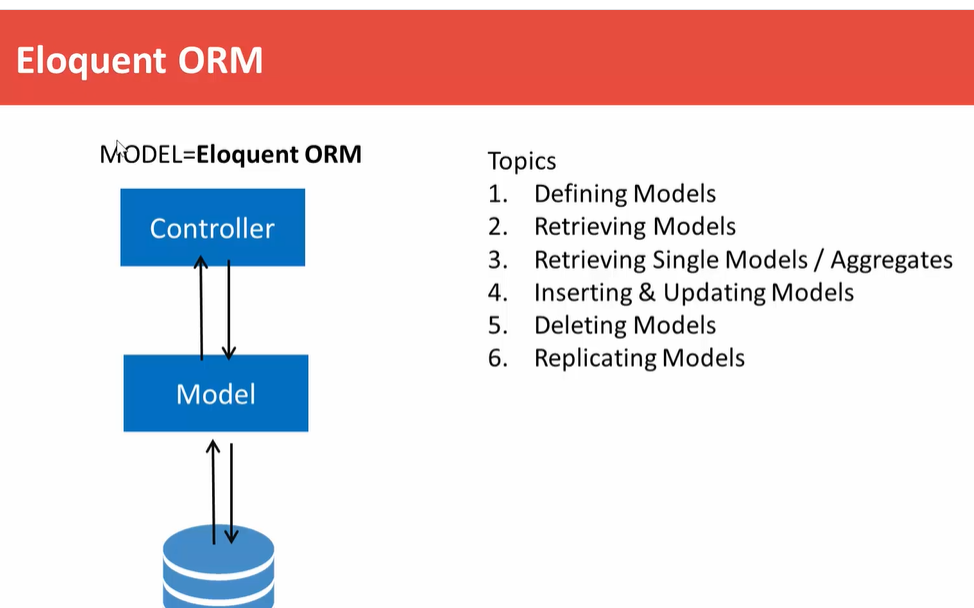 Eloquent ORM
MODEL=Eloquent ORM
Controller
Model
Topics
1. Defining Models
2. Retrieving Models
3. Retrieving Single Models / Aggregates
4. Inserting & Updating Models
5. Deleting Models
6. Replicating Models